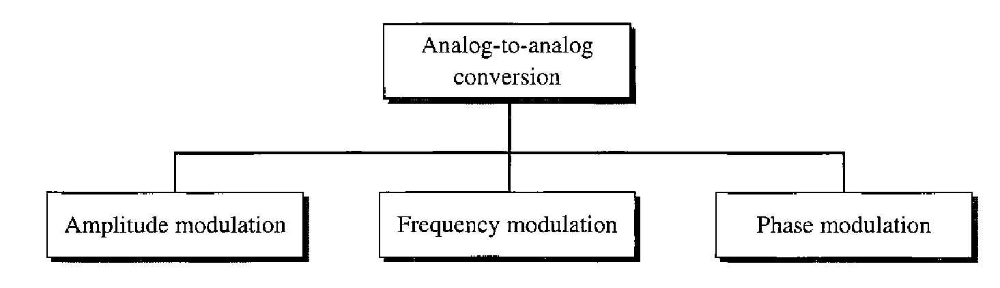 Analog-to-analog
conversion
Amplitude modulation
Frequency modulation
Phase modulation